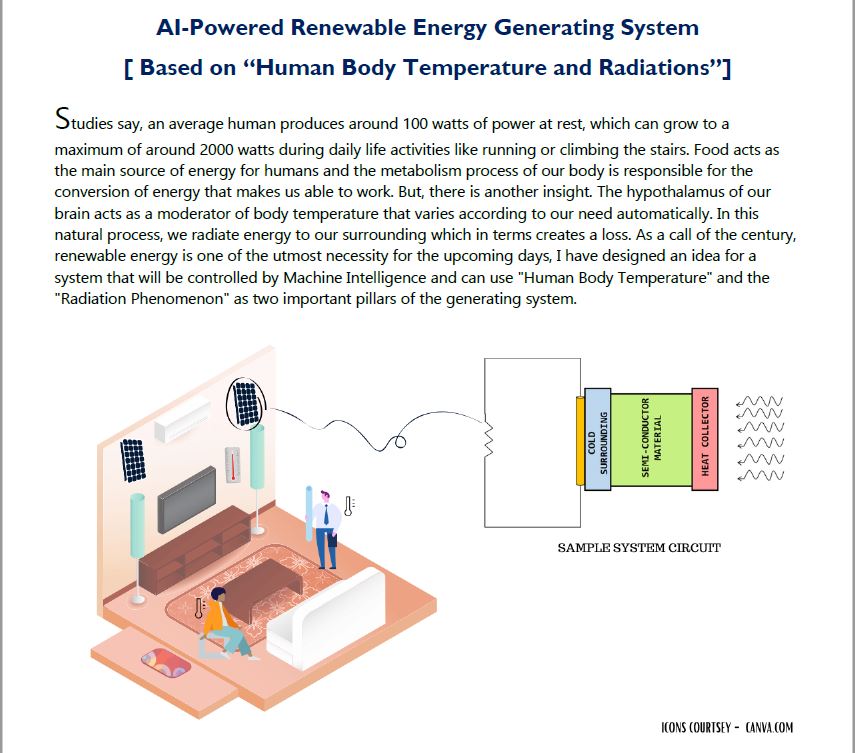 AI-Powered Renewable Energy Generating System
[ Based on “Human Body Temperature and Radiations”]
Studies say, an average human produces around 100 watts of power at rest, which can grow to a
maximum of around 2000 watts during daily life activities like running or climbing the stairs. Food acts as
the main source of energy for humans and the metabolism process of our body is responsible for the
conversion of energy that makes us able to work. But, there is another insight. The hypothalamus of our
brain acts as a moderator of body temperature that varies according to our need automatically. In this
natural process, we radiate energy to our surrounding which in terms creates a loss. As a call of the century,
renewable energy is one of the utmost necessity for the upcoming days, I have designed an idea for a
system that will be controlled by Machine Intelligence and can use "Human Body Temperature" and the
"Radiation Phenomenon" as two important pillars of the generating system.
COLD
SURROUNDING
SEMI-CONDUCTOR
MATERIAL
HEAT COLLECTOR
SAMPLE SYSTEM CIRCUIT
ICONS COURTSEY - CANVA.COM